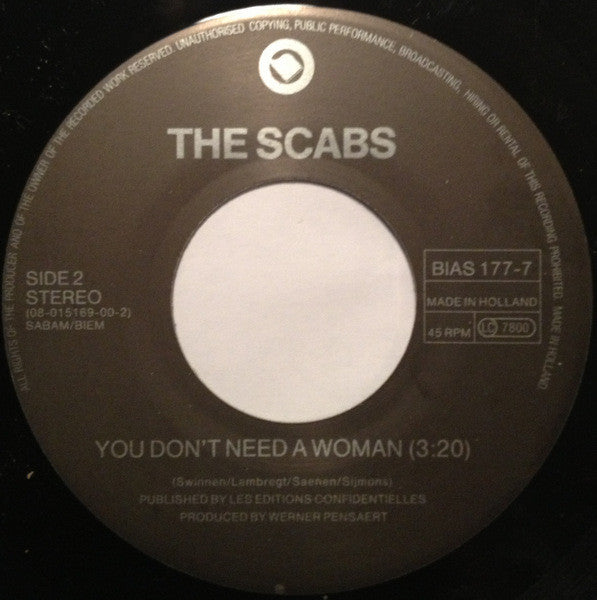 ALL RIGHTS OF THE PRODUCER AND OF THE OWNER OF THE RECORDED WORK RESERVED. UNAUTHORISED COPYING, PUBLIC PERFORMANCE, BROADCASTING, HIRING OR RENTAL OF THIS RECORDING PROHIBITED. MADE IN HOLLAND
THE SCABS
SIDE 2
STEREO
(08-015169-00-2)
SABAM/BIEM
BIAS 177-7
MADE IN HOLLAND
45 RPM LC 7800
YOU DON'T NEED A WOMAN (3:20)
(Swinnen/Lambregt/Saenen/Sijmons)
PUBLISHED BY LES EDITIONS CONFIDENTIELLES
PRODUCED BY WERNER PENSAERT